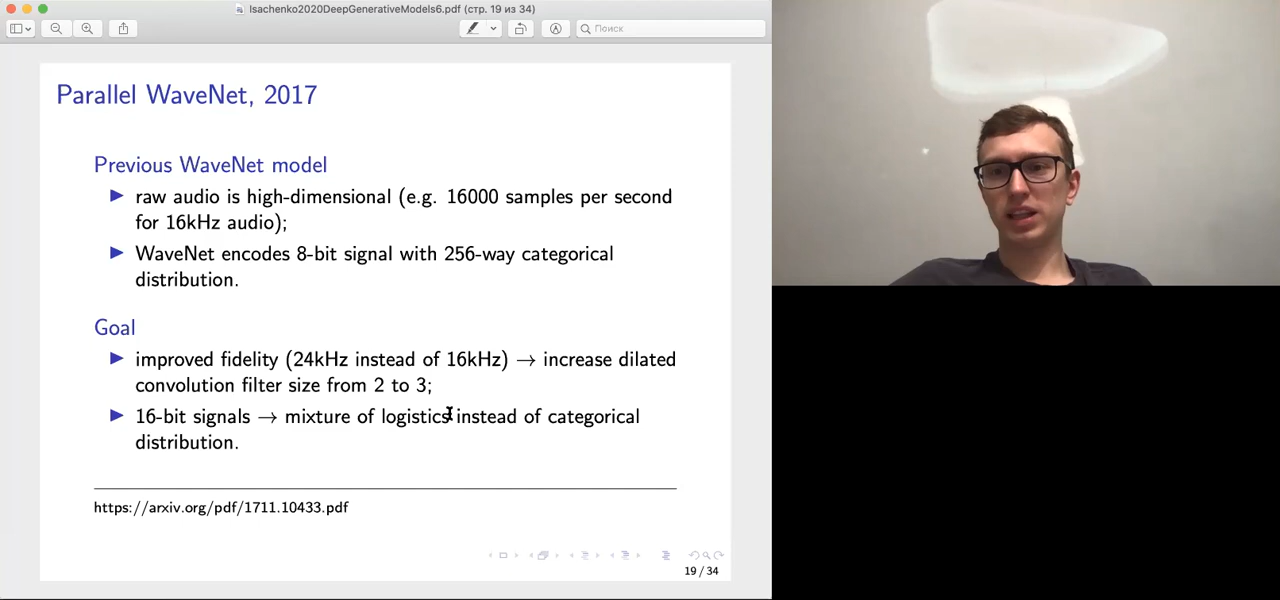 Isachenko2020DeepGenerativeModels6.pdf (стр. 19 из 34)
Поиск
Parallel WaveNet, 2017
Previous WaveNet model
▶ raw audio is high-dimensional (e.g. 16000 samples per second
for 16kHz audio);
▶ WaveNet encodes 8-bit signal with 256-way categorical
distribution.
Goal
▶ improved fidelity (24kHz instead of 16kHz) → increase dilated
convolution filter size from 2 to 3;
▶ 16-bit signals → mixture of logistics instead of categorical
distribution.
https://arxiv.org/pdf/1711.10433.pdf
19 / 34